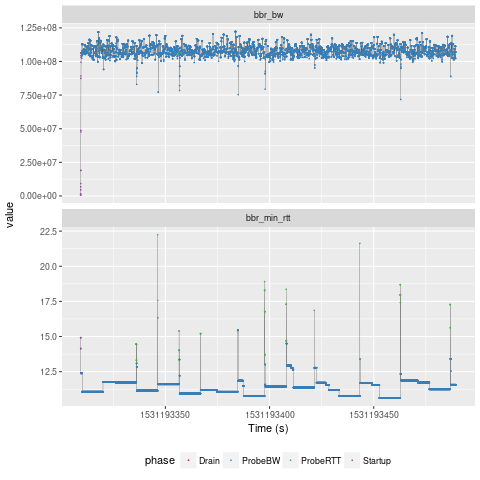 bbr_bw
1.25e+08
1.00e+08
7.50e+07
5.00e+07
2.50e+07
0.00e+00
value
bbr_min_rtt
22.5
20.0
17.5
15.0
12.5
1531193350 1531193400 1531193450
Time (s)
phase Drain ProbeBW ProbeRTT Startup